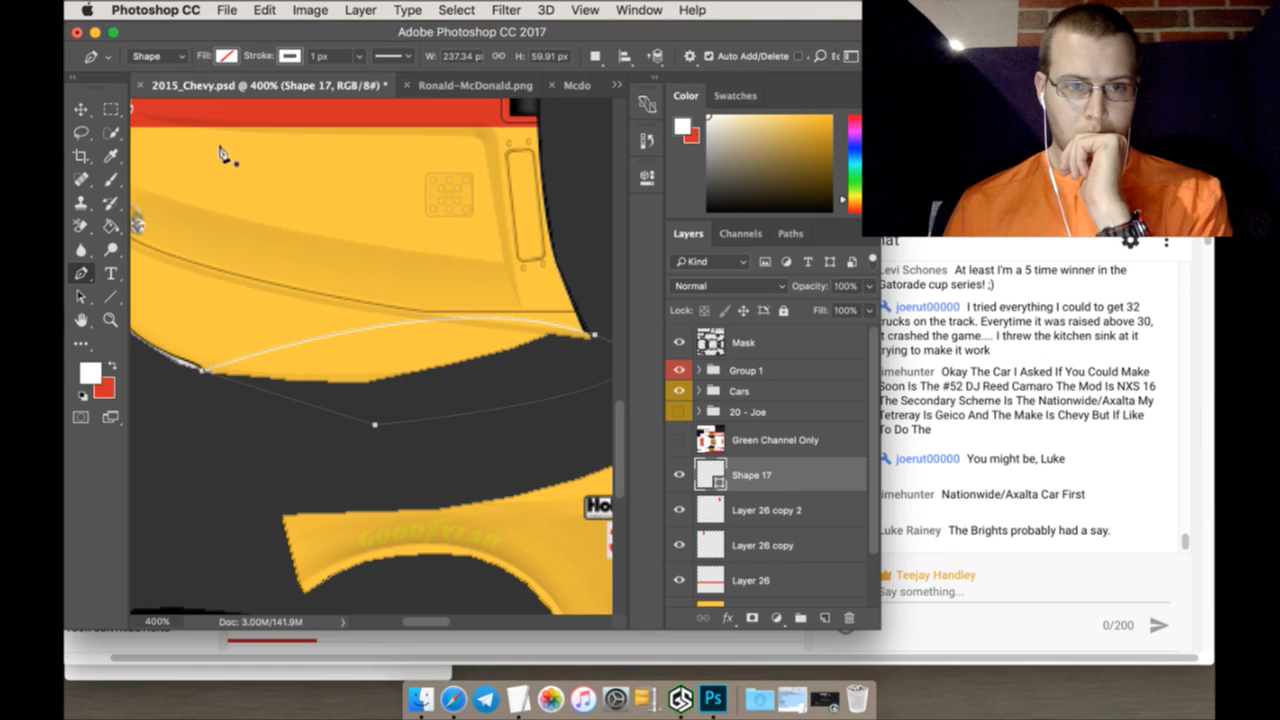 Photoshop CC File Edit Image Layer Type Select Filter 3D View Window Help
Adobe Photoshop CC 2017
Shape Fill: Stroke: 1 px W: 237.34 H: 59.91 px Auto Add/Delete
2015_Chevy.psd @ 400% (Shape 17, RGB/8#) * Ronald-McDonald.png Mcdo
Color Swatches
GOODYEAR
400% Doc: 3.00M/141.9M
Layers Channels Paths
Kind
Normal Opacity: 100%
Lock: Fill: 100%
Mask
Group 1
Cars
20 - Joe
Green Channel Only
Shape 17
Layer 26 copy 2
Layer 26 copy
Layer 26
Levi Schones At least I'm a 5 time winner in the
Gatorade cup series! ;)
joerut00000 I tried everything I could to get 32
trucks on the track. Everytime it was raised above 30,
it crashed the game.... I threw the kitchen sink at it
trying to make it work
imehunter Okay The Car I Asked If You Could Make
Soon Is The #52 DJ Reed Camaro The Mod Is NXS 16
The Secondary Scheme Is The Nationwide/Axalta My
Tetreray Is Geico And The Make Is Chevy But If Like
To Do The
joerut00000 You might be, Luke
imehunter Nationwide/Axalta Car First
Luke Rainey The Brights probably had a say.
Teejay Handley
Say something...
0/200
T
Ps